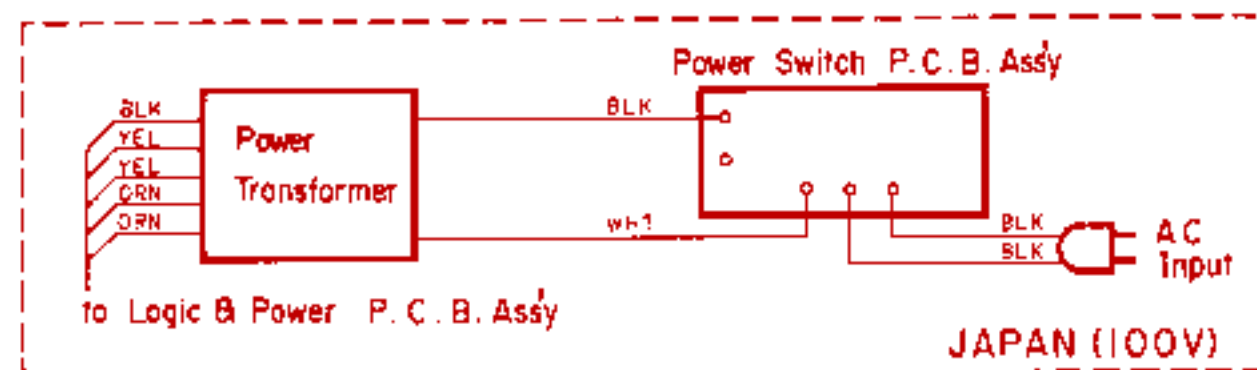 Power Switch P.C.B. Ass'y
BLK
YEL
YEL
ORN
ORN
Power
Transformer
BLK
WHT
BLK
BLK
AC
Input
to Logic & Power P.C.B. Ass'y
JAPAN (100V)